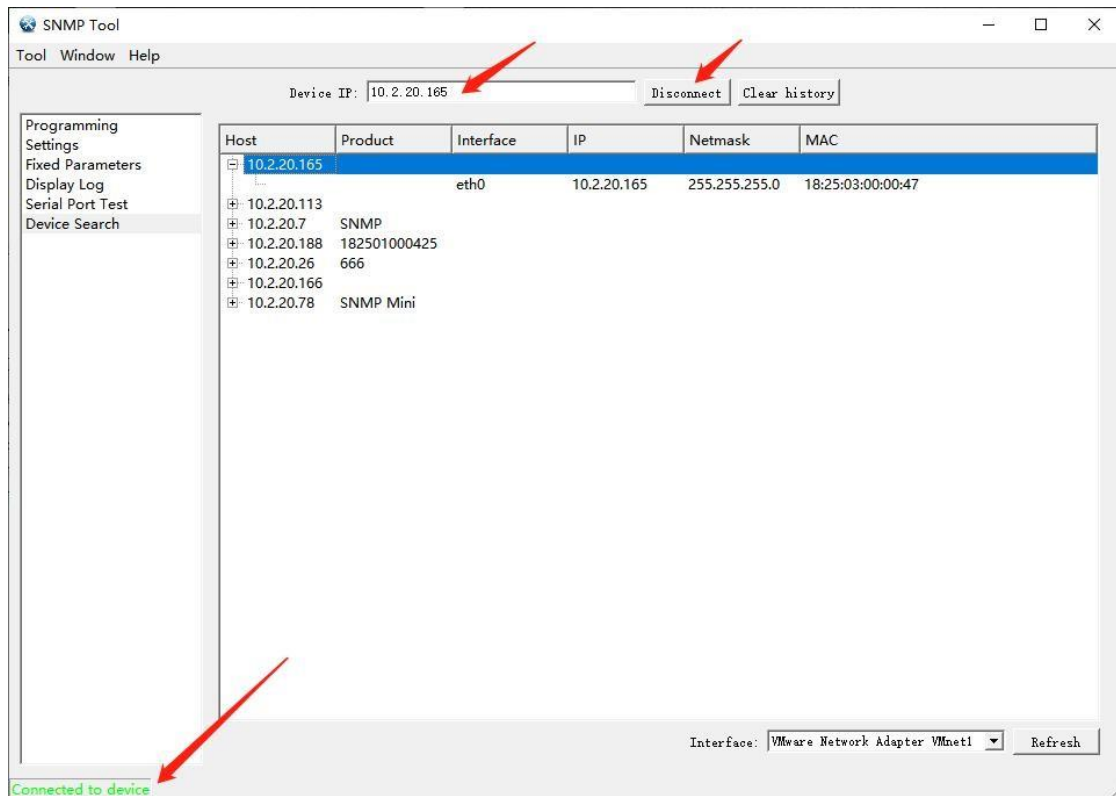 SNMP Tool
Tool Window Help
Device IP: 10.2.20.165 Disconnect Clear history
Programming
Settings
Fixed Parameters
Display Log
Serial Port Test
Device Search
Host Product Interface IP Netmask MAC
10.2.20.165
eth0 10.2.20.165 255.255.255.0 18:25:03:00:00:47
10.2.20.113
10.2.20.7 SNMP
10.2.20.188 182501000425
10.2.20.26 666
10.2.20.166
10.2.20.78 SNMP Mini
Interface: VMware Network Adapter VMnet1 Refresh
Connected to device